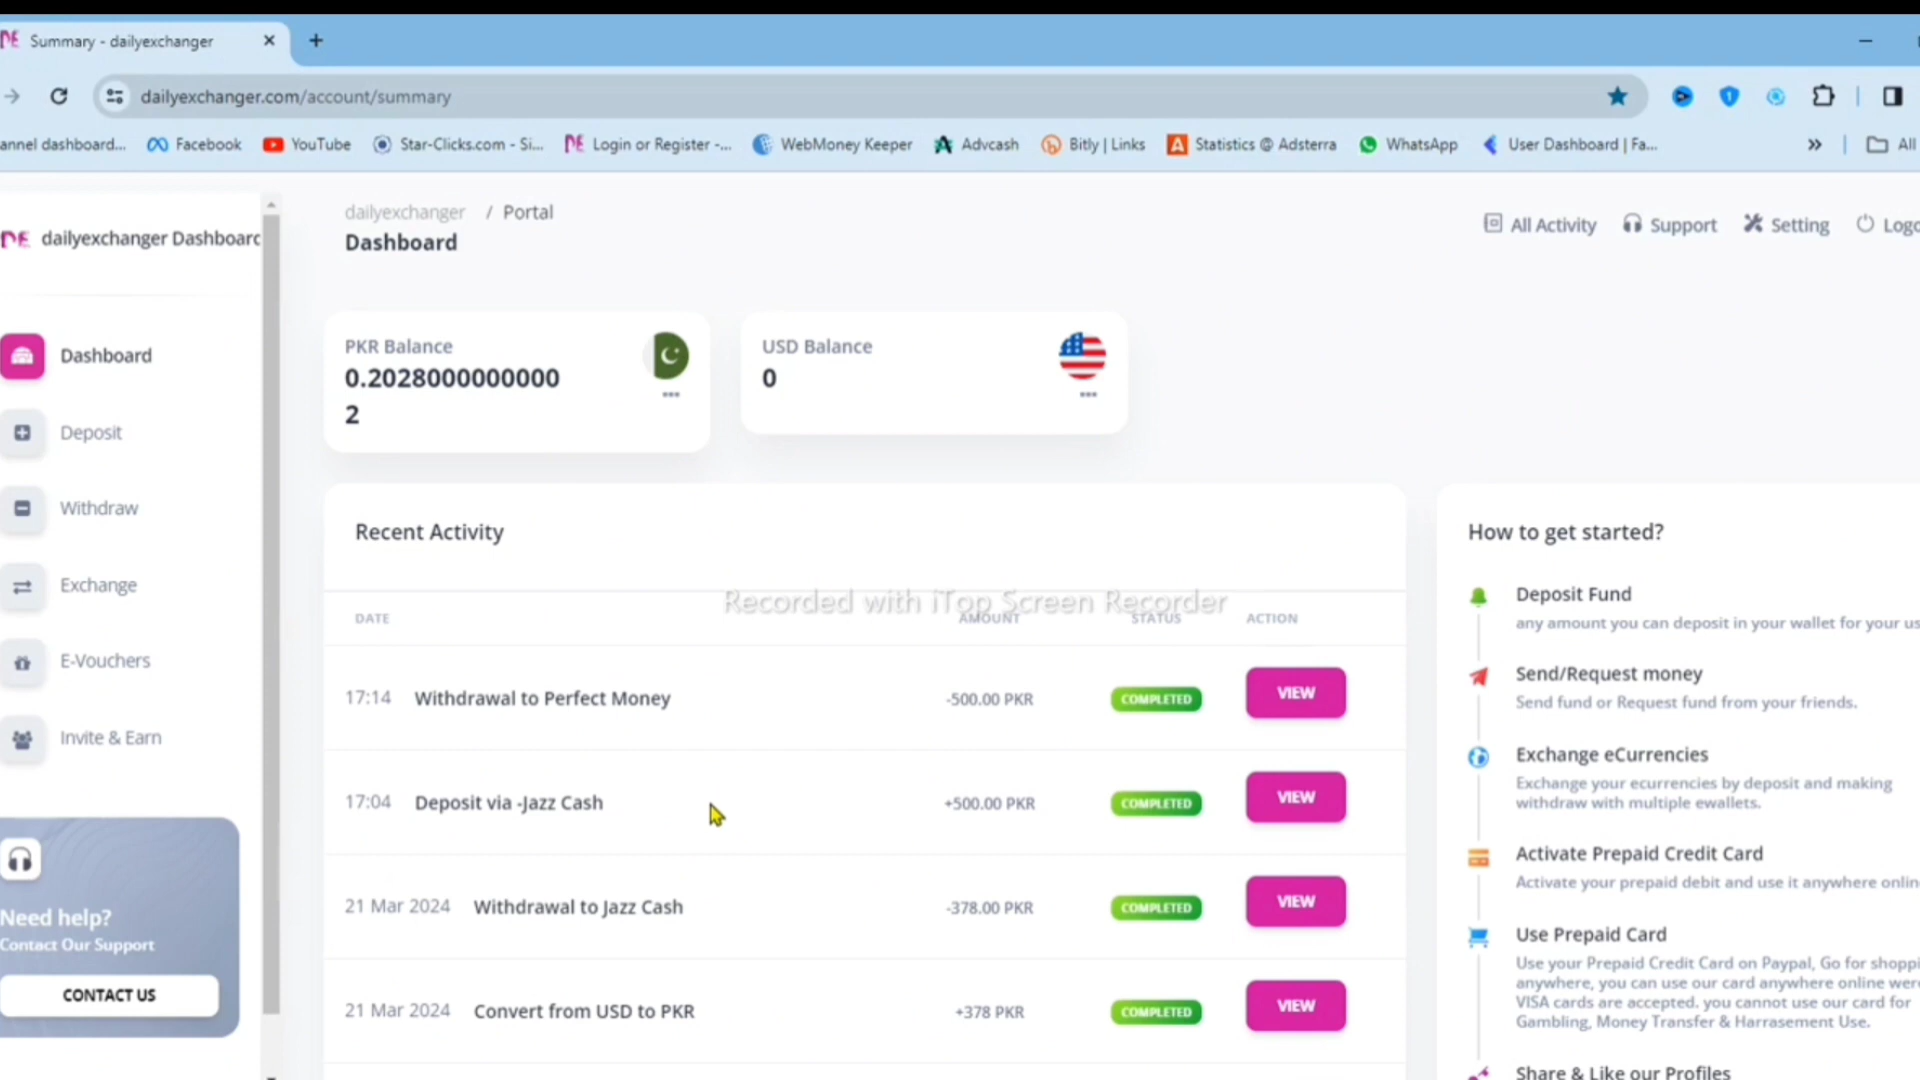 Summary - dailyexchanger
dailyexchanger.com/account/summary
annel dashboard...
Facebook
YouTube
Star-Clicks.com - Si...
Login or Register -...
WebMoney Keeper
Advcash
Bitly | Links
Statistics @ Adsterra
WhatsApp
User Dashboard | Fa...
»
All
dailyexchanger Dashboard
dailyexchanger / Portal
Dashboard
All Activity
Support
Setting
Logo
Dashboard
Deposit
Withdraw
Exchange
E-Vouchers
Invite & Earn
Need help?
Contact Our Support
CONTACT US
PKR Balance
0.2028000000000
2
USD Balance
0
Recent Activity
Recorded with iTop Screen Recorder
DATE AMOUNT STATUS ACTION
17:14 Withdrawal to Perfect Money -500.00 PKR COMPLETED VIEW
17:04 Deposit via -Jazz Cash +500.00 PKR COMPLETED VIEW
21 Mar 2024 Withdrawal to Jazz Cash -378.00 PKR COMPLETED VIEW
21 Mar 2024 Convert from USD to PKR +378 PKR COMPLETED VIEW
How to get started?
Deposit Fund
any amount you can deposit in your wallet for your us
Send/Request money
Send fund or Request fund from your friends.
Exchange eCurrencies
Exchange your ecurrencies by deposit and making
withdraw with multiple ewallets.
Activate Prepaid Credit Card
Activate your prepaid debit and use it anywhere onlin
Use Prepaid Card
Use your Prepaid Credit Card on Paypal, Go for shoppi
anywhere, you can use our card anywhere online wer
VISA cards are accepted. you cannot use our card for
Gambling, Money Transfer & Harrasement Use.
Share & Like our Profiles